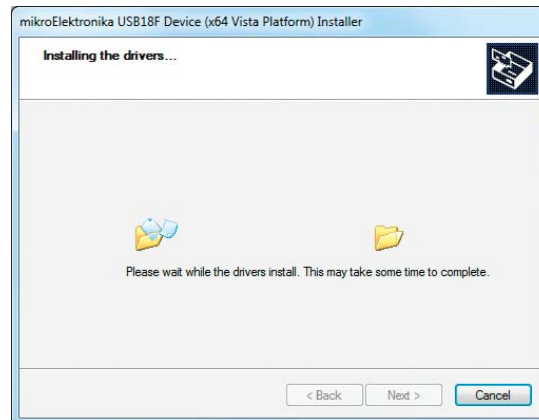 mikroElektronika USB18F Device (x64 Vista Platform) Installer
Installing the drivers...
Please wait while the drivers install. This may take some time to complete.
< Back
Next >
Cancel